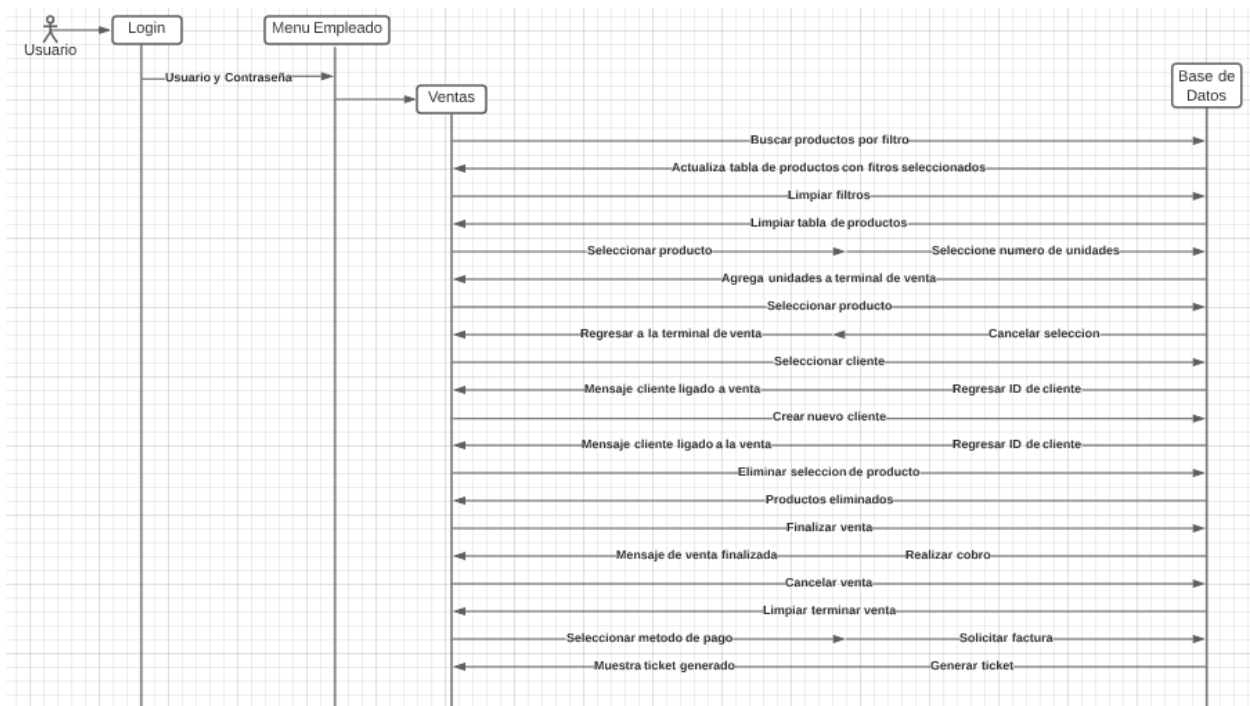 Usuario
Login
Menu Empleado
Usuario y Contraseña
Ventas
Base de
Datos
Buscar productos por filtro
Actualiza tabla de productos con fitros seleccionados
Limpiar filtros
Limpiar tabla de productos
Seleccionar producto
Seleccione numero de unidades
Agrega unidades a terminal de venta
Seleccionar producto
Regresar a la terminal de venta
Cancelar seleccion
Seleccionar cliente
Mensaje cliente ligado a venta
Regresar ID de cliente
Crear nuevo cliente
Mensaje cliente ligado a la venta
Regresar ID de cliente
Eliminar seleccion de producto
Productos eliminados
Finalizar venta
Mensaje de venta finalizada
Realizar cobro
Cancelar venta
Limpiar terminar venta
Seleccionar metodo de pago
Solicitar factura
Muestra ticket generado
Generar ticket